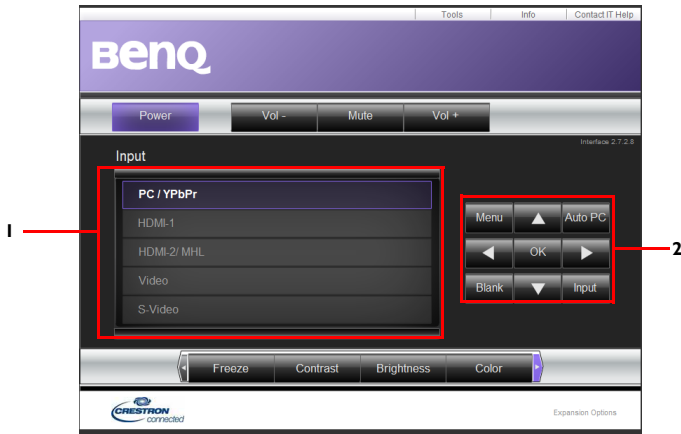 Tools Info Contact IT Help
BenQ
Power Vol - Mute Vol +
Interface 2.7.2.8
Input
PC / YPbPr
HDMI-1
HDMI-2/ MHL
Video
S-Video
1
Menu Auto PC
OK
Blank Input
2
Freeze Contrast Brightness Color
CRESTRON
connected
Expansion Options